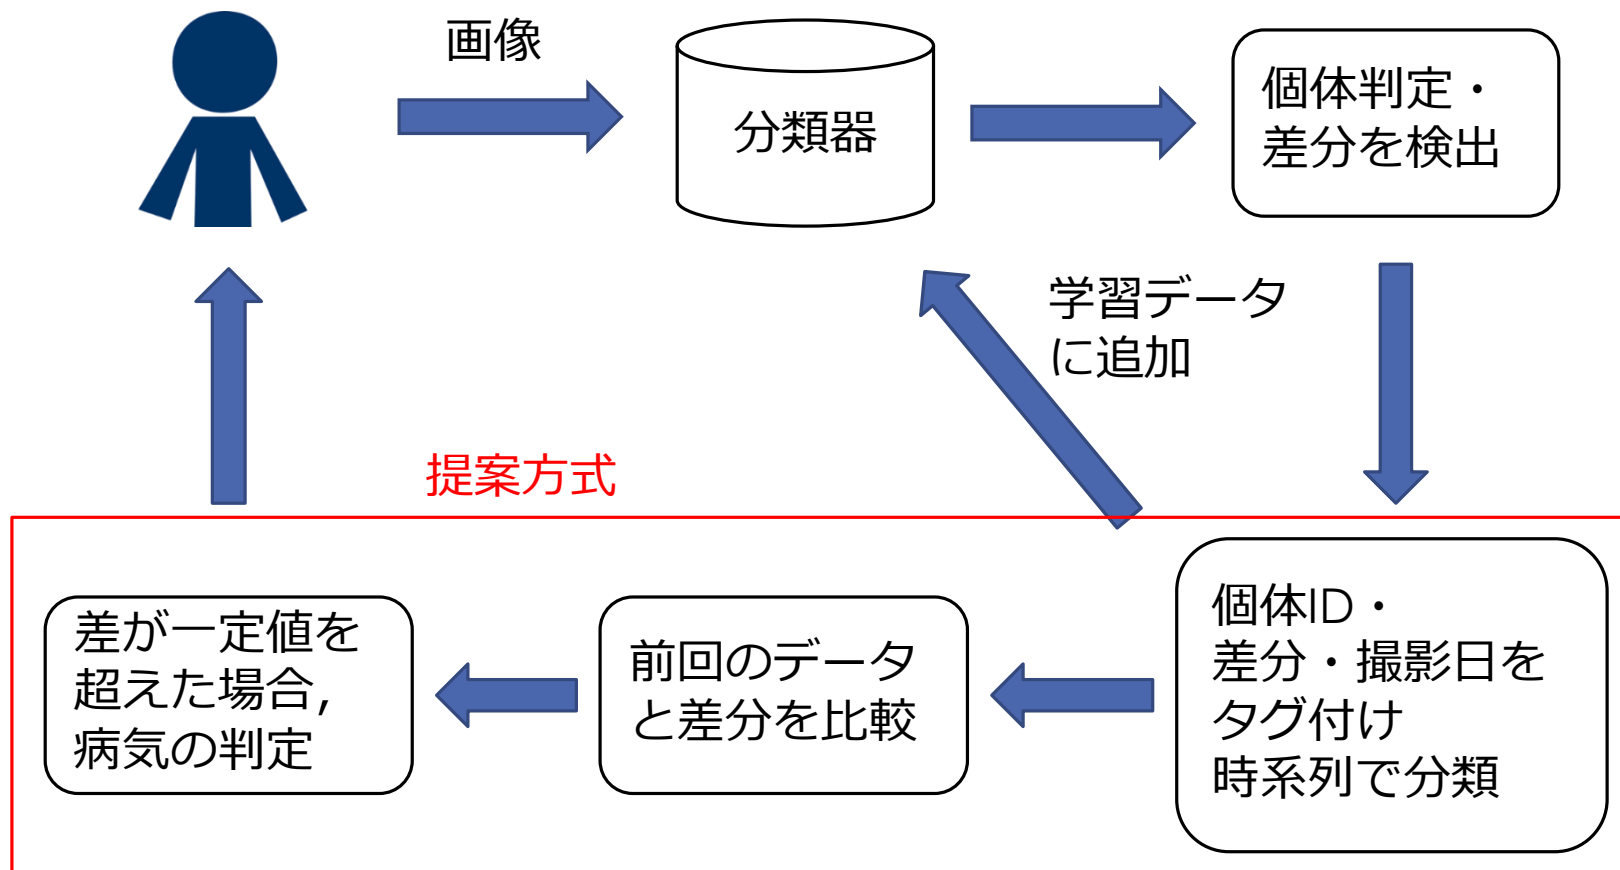 画像
分類器
個体判定・
差分を検出
学習データ
に追加
提案方式
個体ID・
差分・撮影日を
タグ付け
時系列で分類
前回のデータ
と差分を比較
差が一定値を
超えた場合,
病気の判定